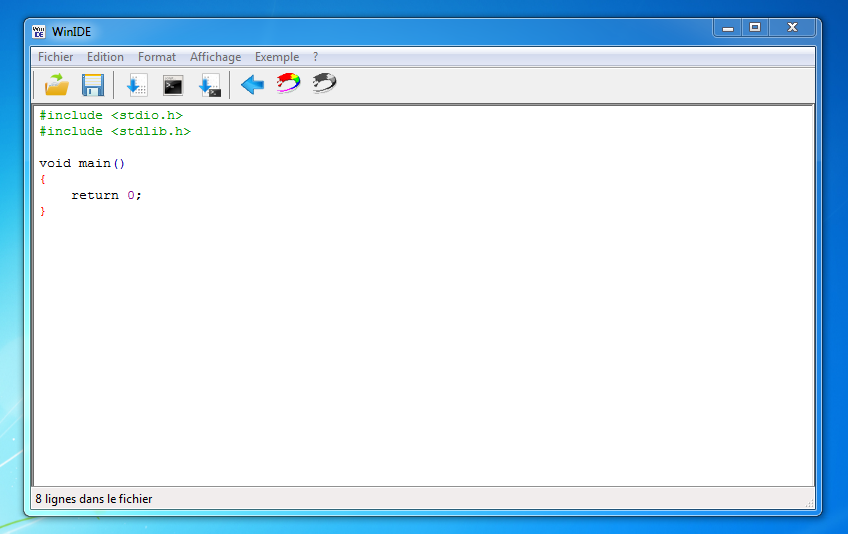 WinIDE
Fichier Edition Format Affichage Exemple ?
#include <stdio.h>
#include <stdlib.h>
void main()
{
    return 0;
}
8 lignes dans le fichier